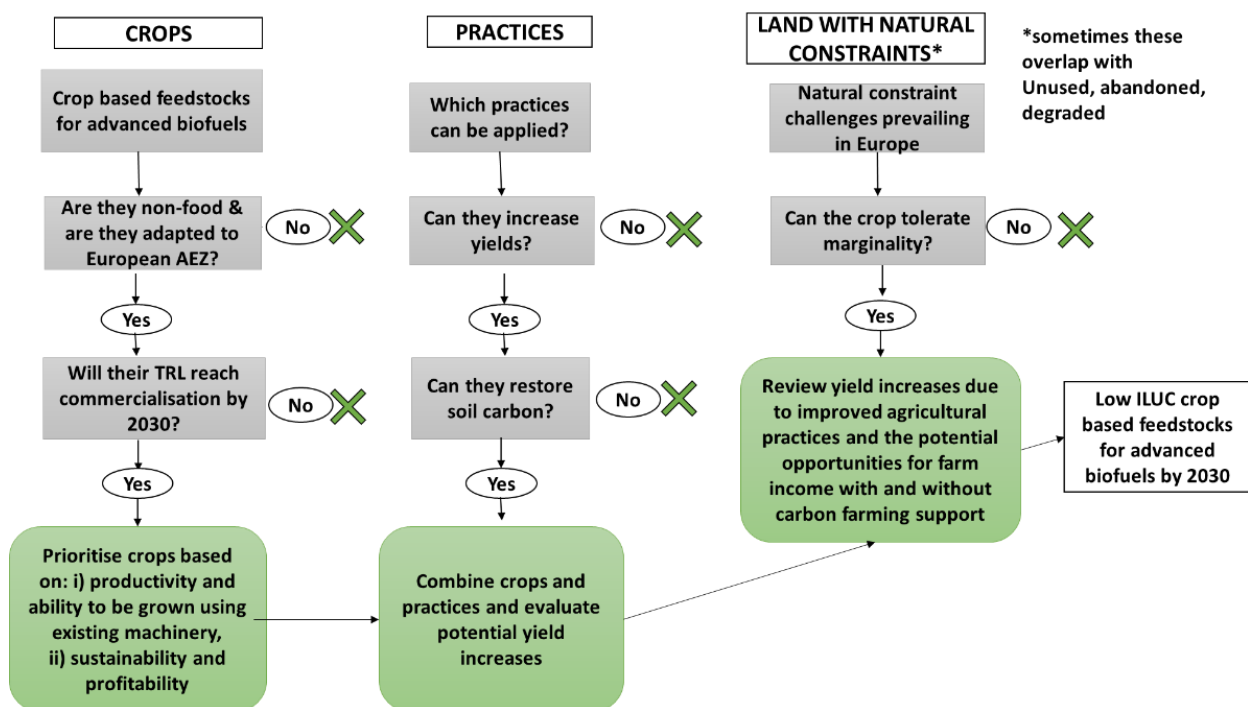 CROPS
Crop based feedstocks
for advanced biofuels
Are they non-food &
are they adapted to
European AEZ?
No
Yes
Will their TRL reach
commercialisation by
2030?
No
Yes
Prioritise crops based
on: i) productivity and
ability to be grown using
existing machinery,
ii) sustainability and
profitability
PRACTICES
Which practices
can be applied?
Can they increase
yields?
No
Yes
Can they restore
soil carbon?
No
Yes
Combine crops and
practices and evaluate
potential yield
increases
LAND WITH NATURAL
CONSTRAINTS*
Natural constraint
challenges prevailing
in Europe
Can the crop tolerate
marginality?
No
Yes
Review yield increases due
to improved agricultural
practices and the potential
opportunities for farm
income with and without
carbon farming support
*sometimes these
overlap with
Unused, abandoned,
degraded
Low ILUC crop
based feedstocks
for advanced
biofuels by 2030